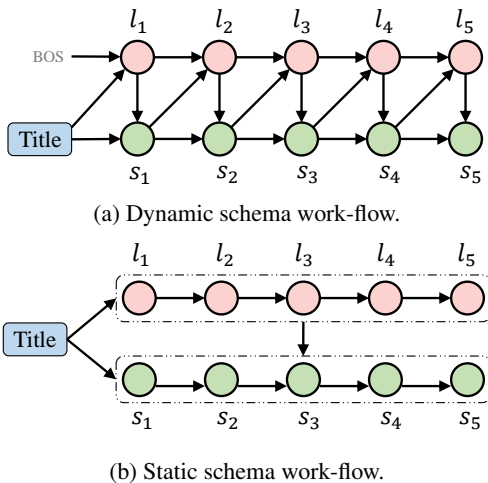 l₁ l₂ l₃ l₄ l₅
BOS
Title
s₁ s₂ s₃ s₄ s₅
(a) Dynamic schema work-flow.
l₁ l₂ l₃ l₄ l₅
Title
s₁ s₂ s₃ s₄ s₅
(b) Static schema work-flow.